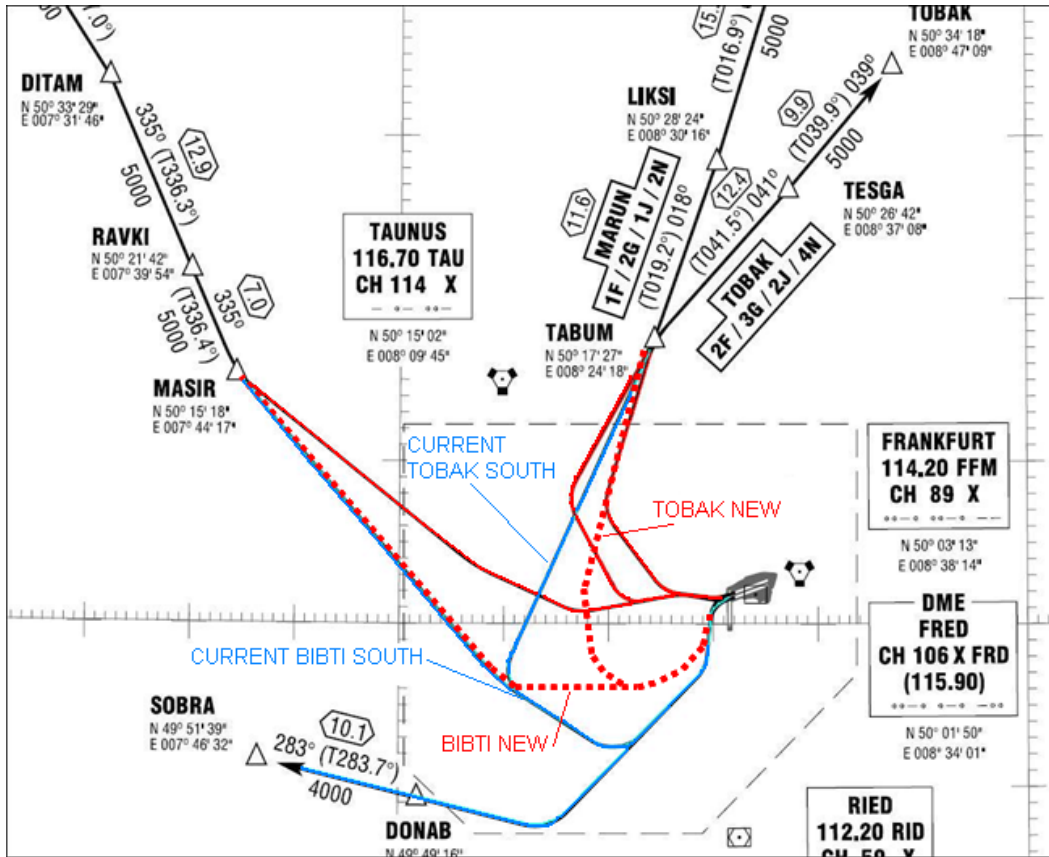 7.0°)
DITAM
N 50° 33' 29"
E 007° 31' 46"
335° (T336.3°)
12.9
5000
RAVKI
N 50° 21' 42"
E 007° 39' 54"
335°
(T336.4°)
7.0
5000
MASIR
N 50° 15' 18"
E 007° 44' 17"
TAUNUS
116.70 TAU
CH 114 X
N 50° 15' 02"
E 008° 09' 45"
(T016.9°)
5000
LIKSI
N 50° 28' 24"
E 008° 30' 16"
11.6
MARUN
1F / 2G / 1J / 2N
(T019.2°) 018°
TOBAK
N 50° 34' 18"
E 008° 47' 09"
9.9
(T039.9°) 039°
5000
TESGA
N 50° 26' 42"
E 008° 37' 08"
12.4
(T041.5°) 041°
TOBAK
2F / 3G / 2J / 4N
TABUM
N 50° 17' 27"
E 008° 24' 18"
CURRENT
TOBAK SOUTH
TOBAK NEW
FRANKFURT
114.20 FFM
CH 89 X
N 50° 03' 13"
E 008° 38' 14"
DME
FRED
CH 106 X FRD
(115.90)
N 50° 01' 50"
E 008° 34' 01"
CURRENT BIBTI SOUTH
BIBTI NEW
SOBRA
N 49° 51' 39"
E 007° 46' 32"
10.1
283° (T283.7°)
4000
DONAB
N 49° 49' 16"
RIED
112.20 RID
CH 59 X